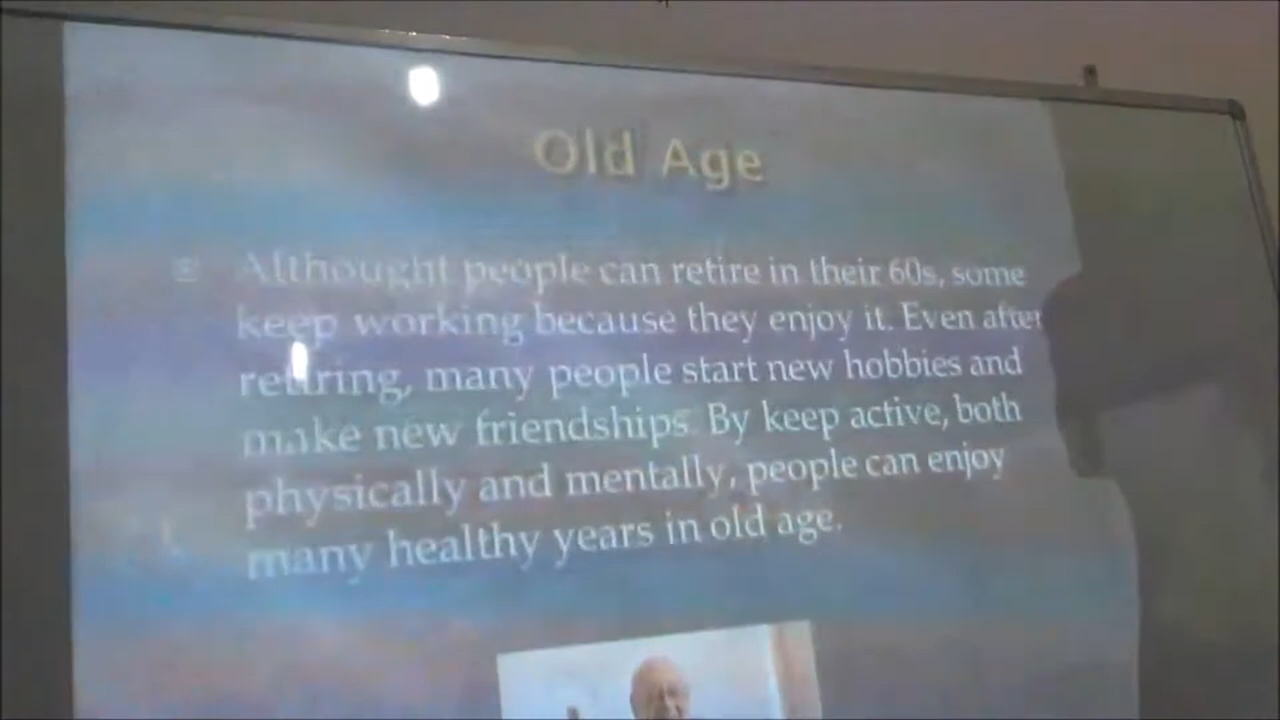 Old Age
Althought people can retire in their 60s, some
keep working because they enjoy it. Even after
retiring, many people start new hobbies and
make new friendships. By keep active, both
physically and mentally, people can enjoy
many healthy years in old age.